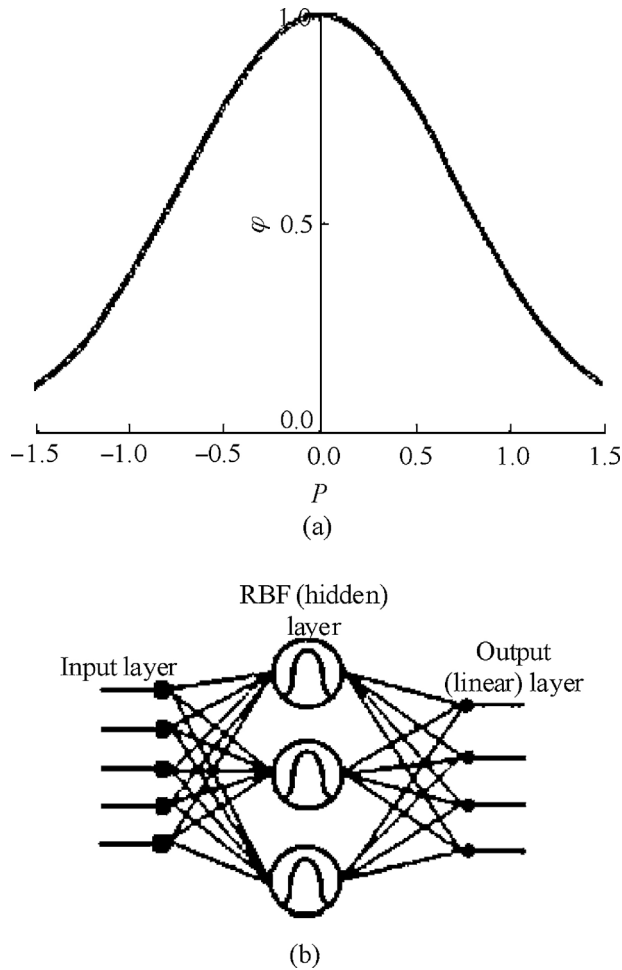 1.0
φ
0.5
0.0
−1.5 −1.0 −0.5 0.0 0.5 1.0 1.5
P
(a)
RBF (hidden)
layer
Input layer
Output
(linear) layer
(b)